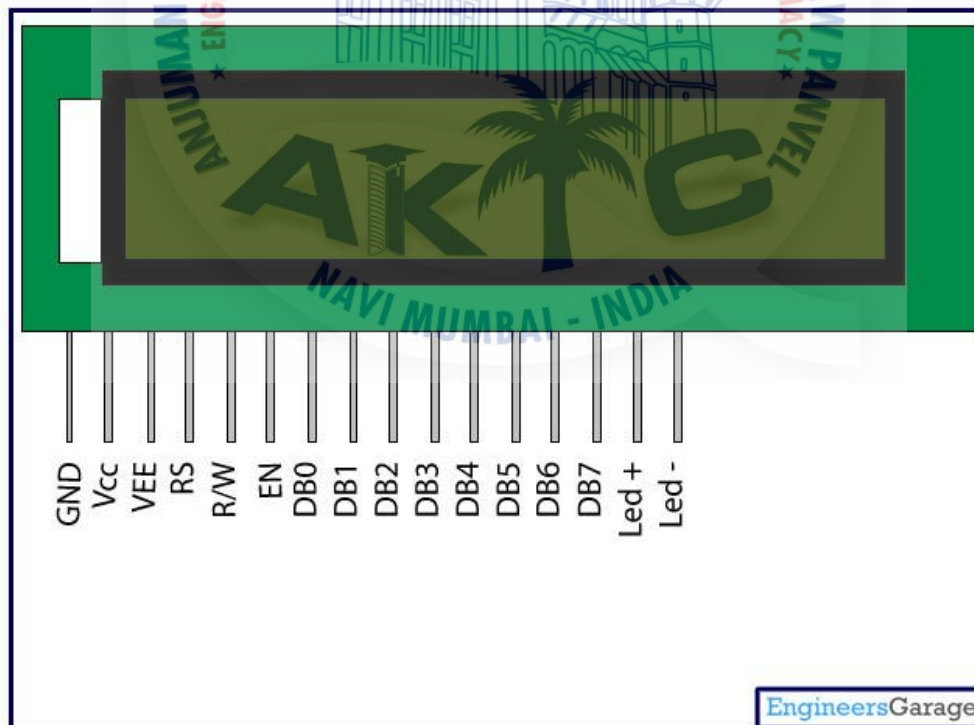 ANJUMAN
★ ENG
MACY ★
W PANVEL
AKTC
NAVI MUMBAI - INDIA
GND
Vcc
VEE
RS
R/W
EN
DB0
DB1
DB2
DB3
DB4
DB5
DB6
DB7
Led +
Led -
EngineersGarage